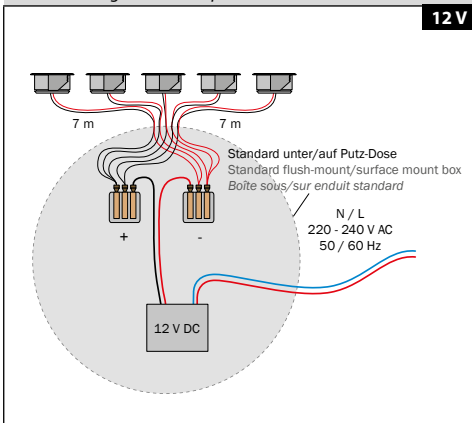 12 V
7 m
7 m
Standard unter/auf Putz-Dose
Standard flush-mount/surface mount box
Boîte sous/sur enduit standard
N / L
220 - 240 V AC
50 / 60 Hz
+
-
12 V DC